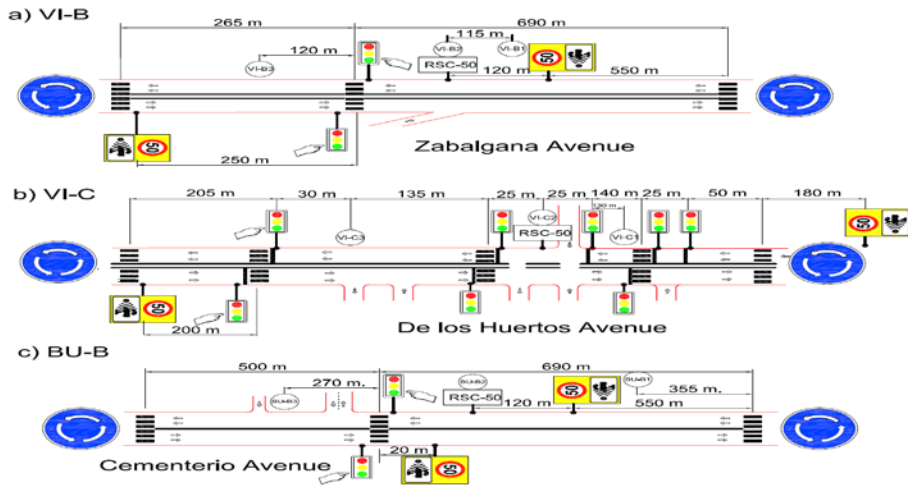 a) VI-B
265 m
690 m
115 m
120 m
VI-B3
VI-B2
VI-B1
RSC-50
50
120 m
550 m
50
250 m
Zabalgana Avenue
b) VI-C
205 m
30 m
135 m
25 m
25 m
140 m
25 m
50 m
180 m
130 m
VI-C3
VI-C2
VI-C1
RSC-50
50
50
200 m
De los Huertos Avenue
c) BU-B
500 m
690 m
270 m.
BU-B3
BU-B2
BU-B1
RSC-50
50
355 m.
120 m
550 m
Cementerio Avenue
20 m
50